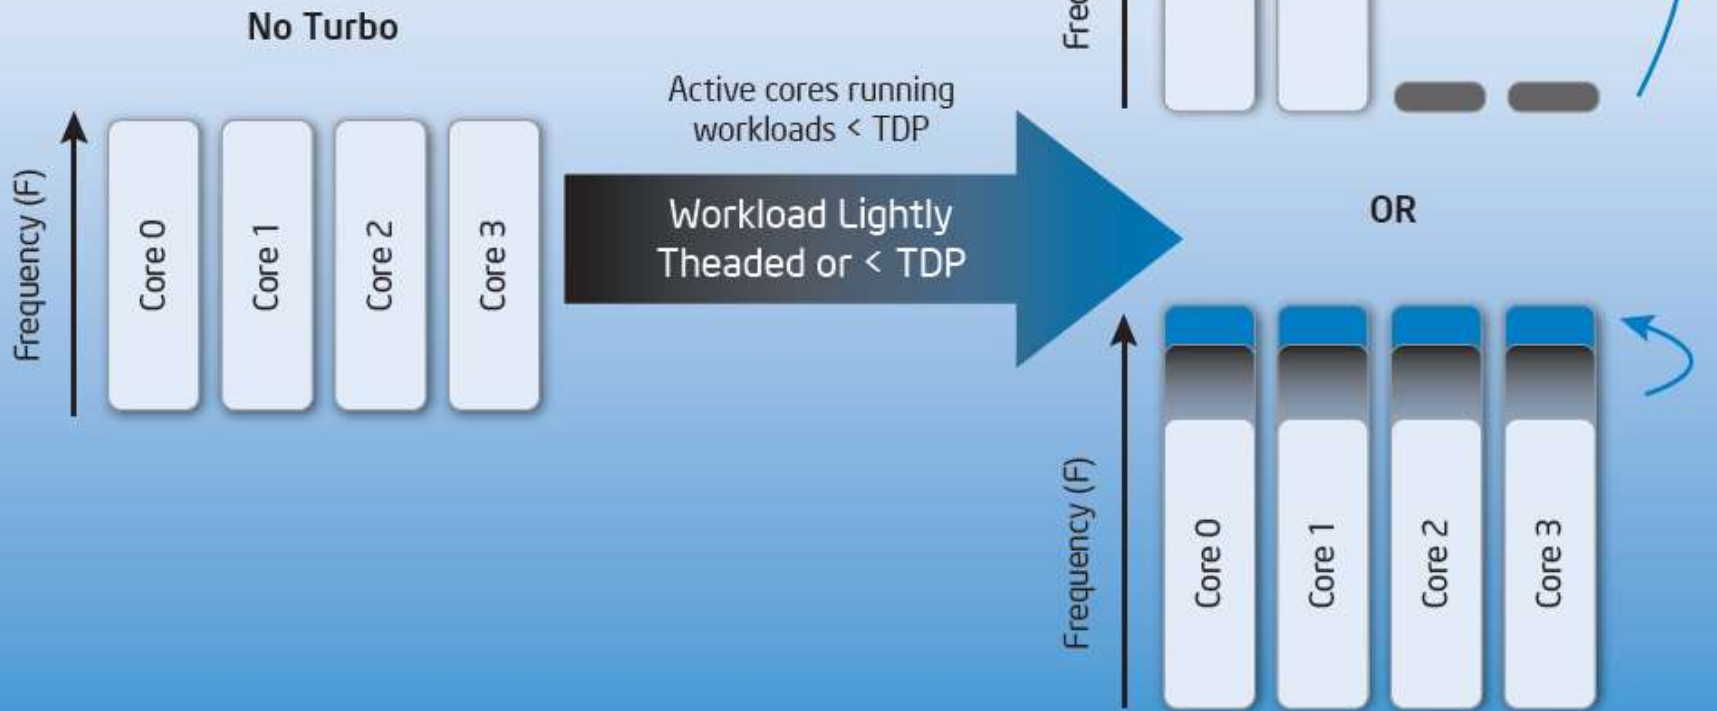 No Turbo
Frequency (F)
Core 0
Core 1
Core 2
Core 3
Active cores running
workloads < TDP
Workload Lightly
Theaded or < TDP
Freq
OR
Frequency (F)
Core 0
Core 1
Core 2
Core 3